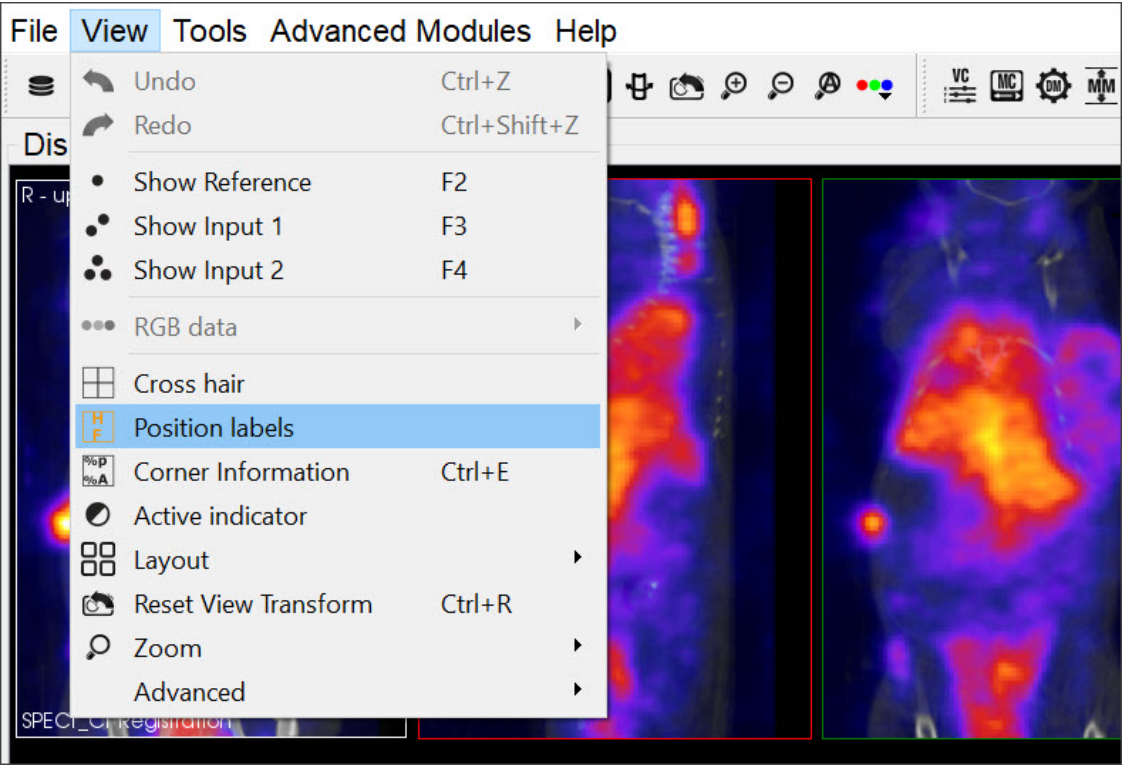 File View Tools Advanced Modules Help
Undo Ctrl+Z
Redo Ctrl+Shift+Z
VC MC DM MM
Dis
R - up
Show Reference F2
Show Input 1 F3
Show Input 2 F4
RGB data
Cross hair
H F Position labels
%P %A Corner Information Ctrl+E
Active indicator
Layout
Reset View Transform Ctrl+R
A Zoom
Advanced
SPECT_CT Registration